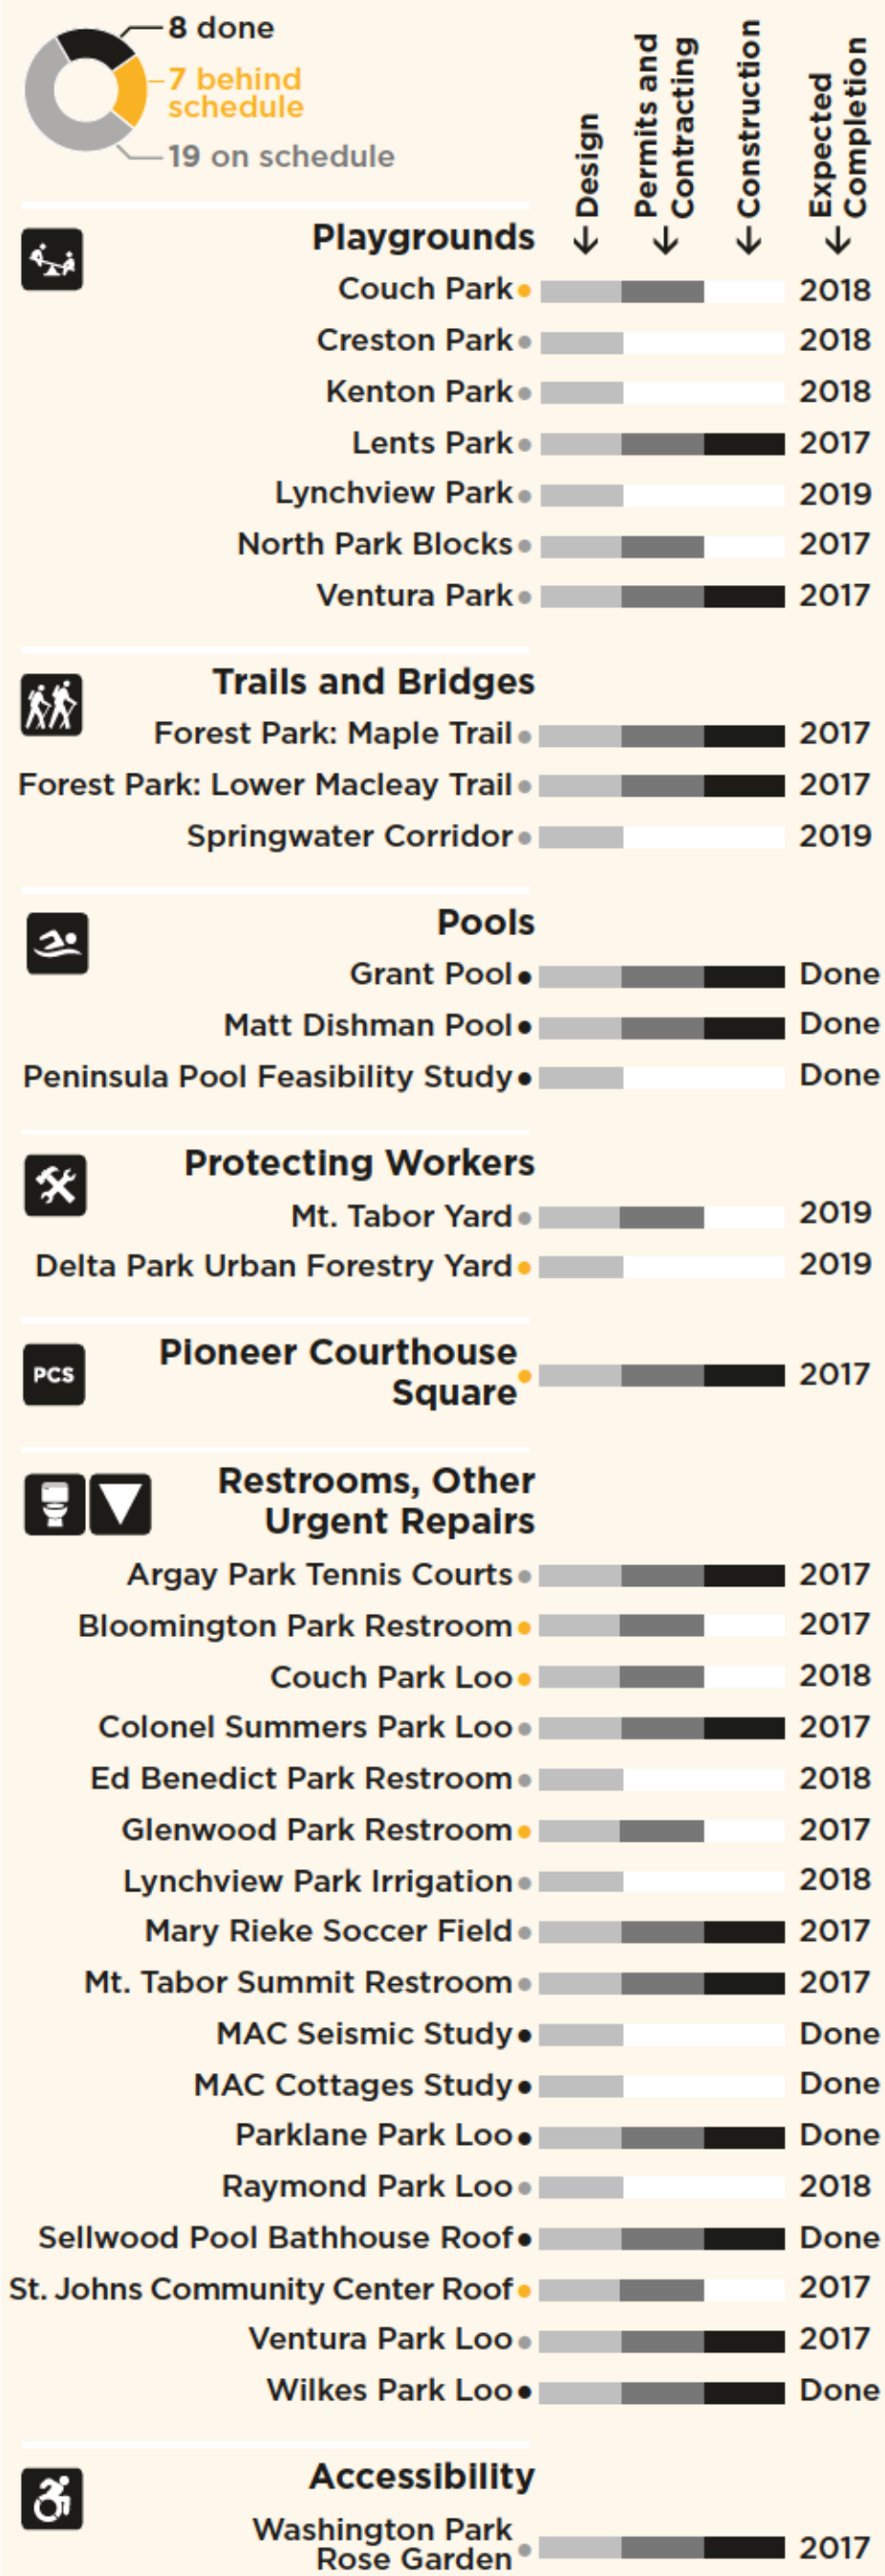 8 done
7 behind
schedule
19 on schedule
Design
Permits and
Contracting
Construction
Expected
Completion
Playgrounds
Couch Park 2018
Creston Park 2018
Kenton Park 2018
Lents Park 2017
Lynchview Park 2019
North Park Blocks 2017
Ventura Park 2017
Trails and Bridges
Forest Park: Maple Trail 2017
Forest Park: Lower Macleay Trail 2017
Springwater Corridor 2019
Pools
Grant Pool Done
Matt Dishman Pool Done
Peninsula Pool Feasibility Study Done
Protecting Workers
Mt. Tabor Yard 2019
Delta Park Urban Forestry Yard 2019
PCS
Pioneer Courthouse
Square 2017
Restrooms, Other
Urgent Repairs
Argay Park Tennis Courts 2017
Bloomington Park Restroom 2017
Couch Park Loo 2018
Colonel Summers Park Loo 2017
Ed Benedict Park Restroom 2018
Glenwood Park Restroom 2017
Lynchview Park Irrigation 2018
Mary Rieke Soccer Field 2017
Mt. Tabor Summit Restroom 2017
MAC Seismic Study Done
MAC Cottages Study Done
Parklane Park Loo Done
Raymond Park Loo 2018
Sellwood Pool Bathhouse Roof Done
St. Johns Community Center Roof 2017
Ventura Park Loo 2017
Wilkes Park Loo Done
Accessibility
Washington Park
Rose Garden 2017